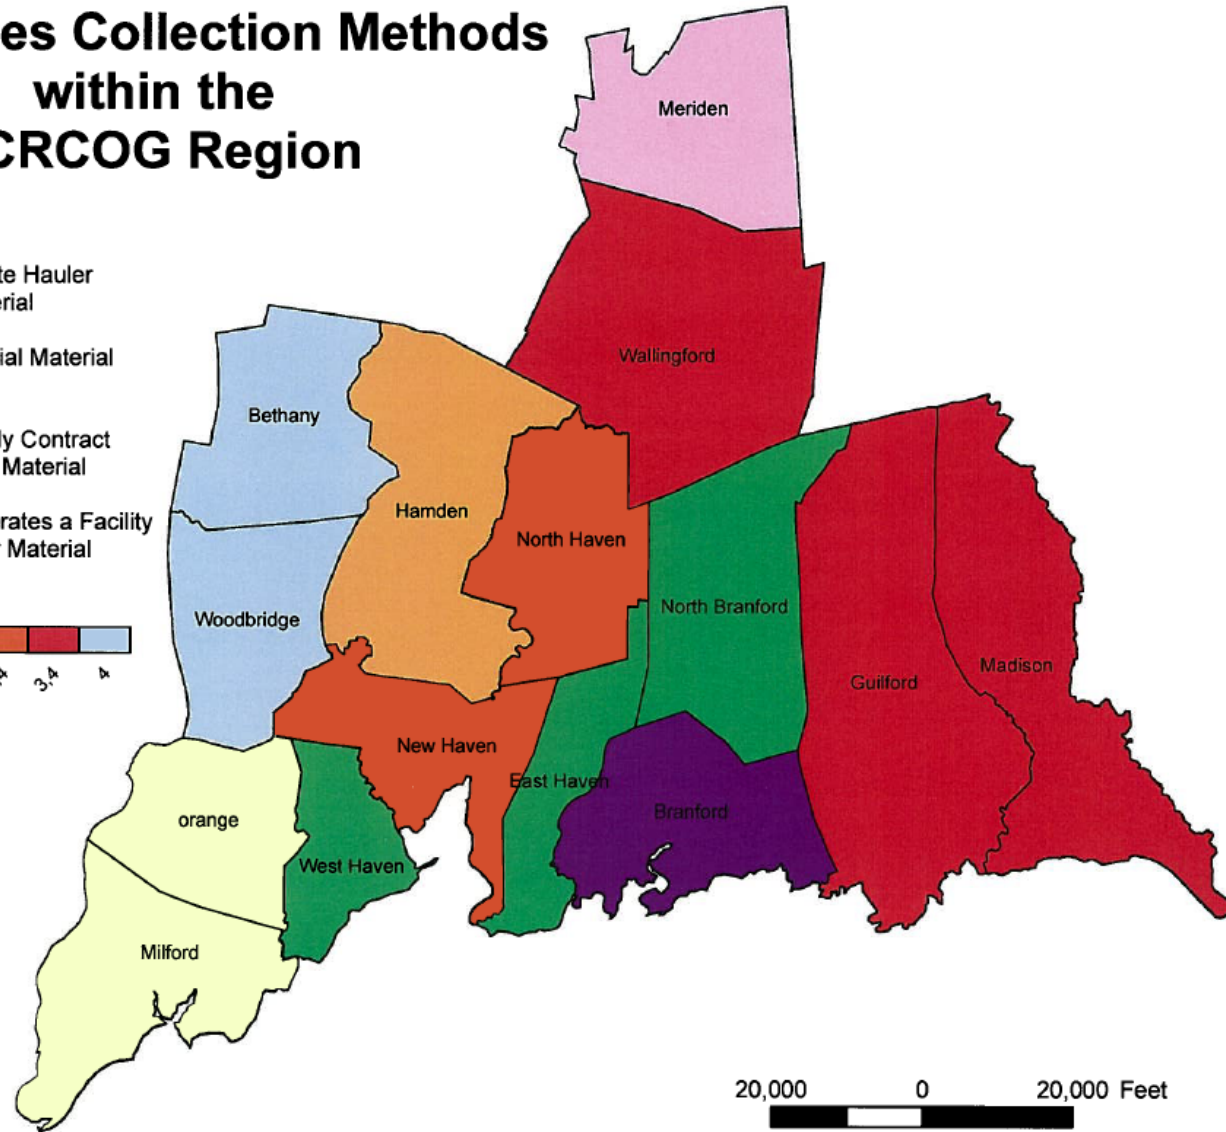 es Collection Methods
within the
CRCOG Region
te Hauler
erial
ial Material
ly Contract
Material
rates a Facility
Material
4
3,4
4
Meriden
Wallingford
Bethany
Hamden
North Haven
North Branford
Woodbridge
Madison
Guilford
New Haven
East Haven
Branford
orange
West Haven
Milford
20,000 0 20,000 Feet